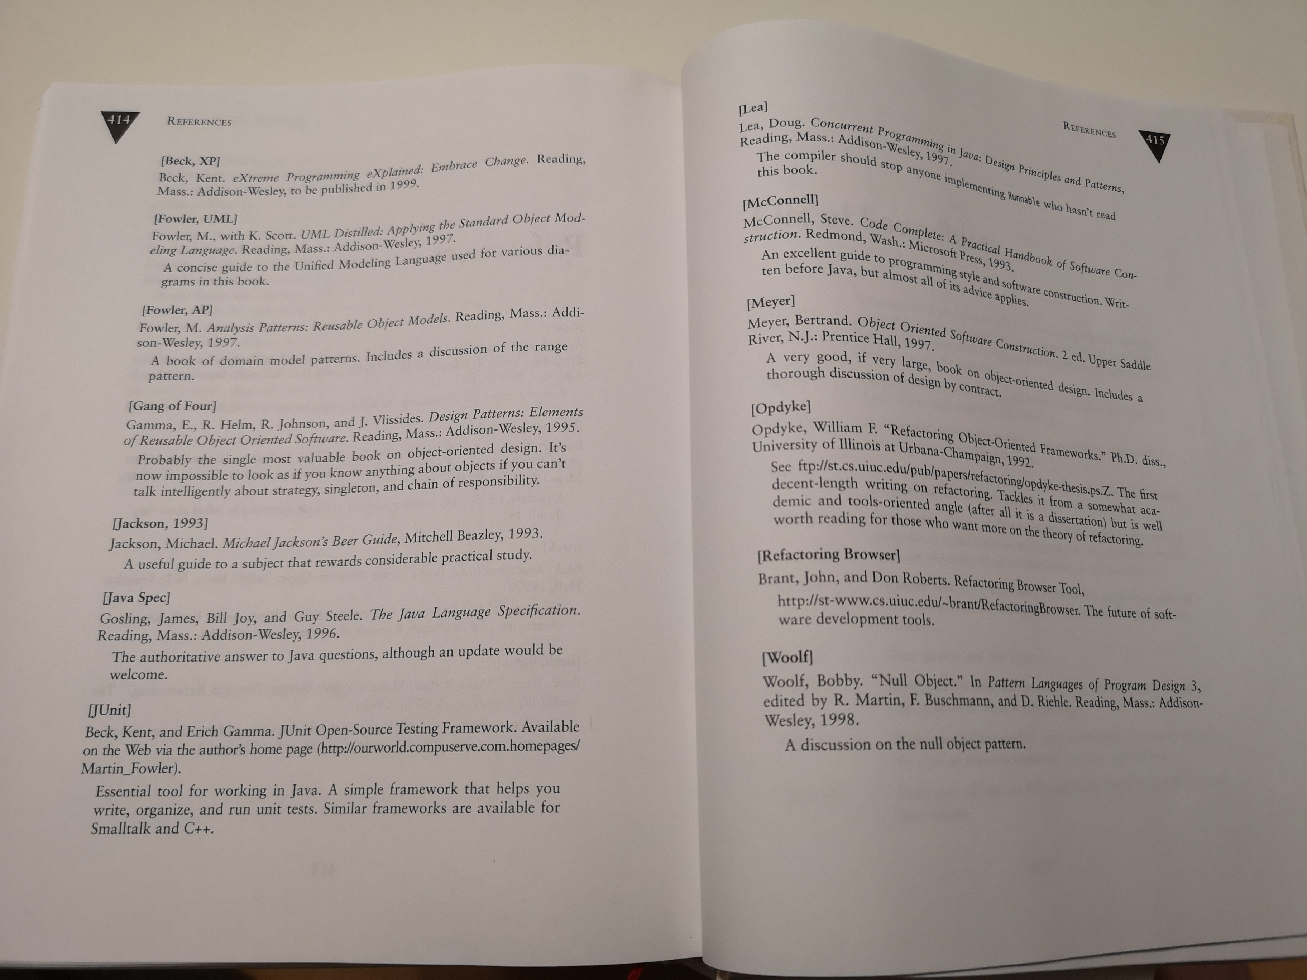 414
REFERENCES
[Beck, XP]
Beck, Kent. eXtreme Programming eXplained: Embrace Change. Reading,
Mass.: Addison-Wesley, to be published in 1999.
[Fowler, UML]
Fowler, M., with K. Scott. UML Distilled: Applying the Standard Object Mod-
eling Language. Reading, Mass.: Addison-Wesley, 1997.
A concise guide to the Unified Modeling Language used for various dia-
grams in this book.
[Fowler, AP]
Fowler, M. Analysis Patterns: Reusable Object Models. Reading, Mass.: Addi-
son-Wesley, 1997.
A book of domain model patterns. Includes a discussion of the range
pattern.
[Gang of Four]
Gamma, E., R. Helm, R. Johnson, and J. Vlissides. Design Patterns: Elements
of Reusable Object Oriented Software. Reading, Mass.: Addison-Wesley, 1995.
Probably the single most valuable book on object-oriented design. It's
now impossible to look as if you know anything about objects if you can't
talk intelligently about strategy, singleton, and chain of responsibility.
[Jackson, 1993]
Jackson, Michael. Michael Jackson's Beer Guide, Mitchell Beazley, 1993.
A useful guide to a subject that rewards considerable practical study.
[Java Spec]
Gosling, James, Bill Joy, and Guy Steele. The Java Language Specification.
Reading, Mass.: Addison-Wesley, 1996.
The authoritative answer to Java questions, although an update would be
welcome.
[JUnit]
Beck, Kent, and Erich Gamma. JUnit Open-Source Testing Framework. Available
on the Web via the author's home page (http://ourworld.compuserve.com.homepages/
Martin_Fowler).
Essential tool for working in Java. A simple framework that helps you
write, organize, and run unit tests. Similar frameworks are available for
Smalltalk and C++.
REFERENCES
415
[Lea]
Lea, Doug. Concurrent Programming in Java: Design Principles and Patterns,
Reading, Mass.: Addison-Wesley, 1997.
The compiler should stop anyone implementing Runnable who hasn't read
this book.
[McConnell]
McConnell, Steve. Code Complete: A Practical Handbook of Software Con-
struction. Redmond, Wash.: Microsoft Press, 1993.
An excellent guide to programming style and software construction. Writ-
ten before Java, but almost all of its advice applies.
[Meyer]
Meyer, Bertrand. Object Oriented Software Construction. 2 ed. Upper Saddle
River, N.J.: Prentice Hall, 1997.
A very good, if very large, book on object-oriented design. Includes a
thorough discussion of design by contract.
[Opdyke]
Opdyke, William F. "Refactoring Object-Oriented Frameworks." Ph.D. diss.,
University of Illinois at Urbana-Champaign, 1992.
See ftp://st.cs.uiuc.edu/pub/papers/refactoring/opdyke-thesis.ps.Z. The first
decent-length writing on refactoring. Tackles it from a somewhat aca-
demic and tools-oriented angle (after all it is a dissertation) but is well
worth reading for those who want more on the theory of refactoring.
[Refactoring Browser]
Brant, John, and Don Roberts. Refactoring Browser Tool,
http://st-www.cs.uiuc.edu/~brant/RefactoringBrowser. The future of soft-
ware development tools.
[Woolf]
Woolf, Bobby. "Null Object." In Pattern Languages of Program Design 3,
edited by R. Martin, F. Buschmann, and D. Riehle. Reading, Mass.: Addison-
Wesley, 1998.
A discussion on the null object pattern.